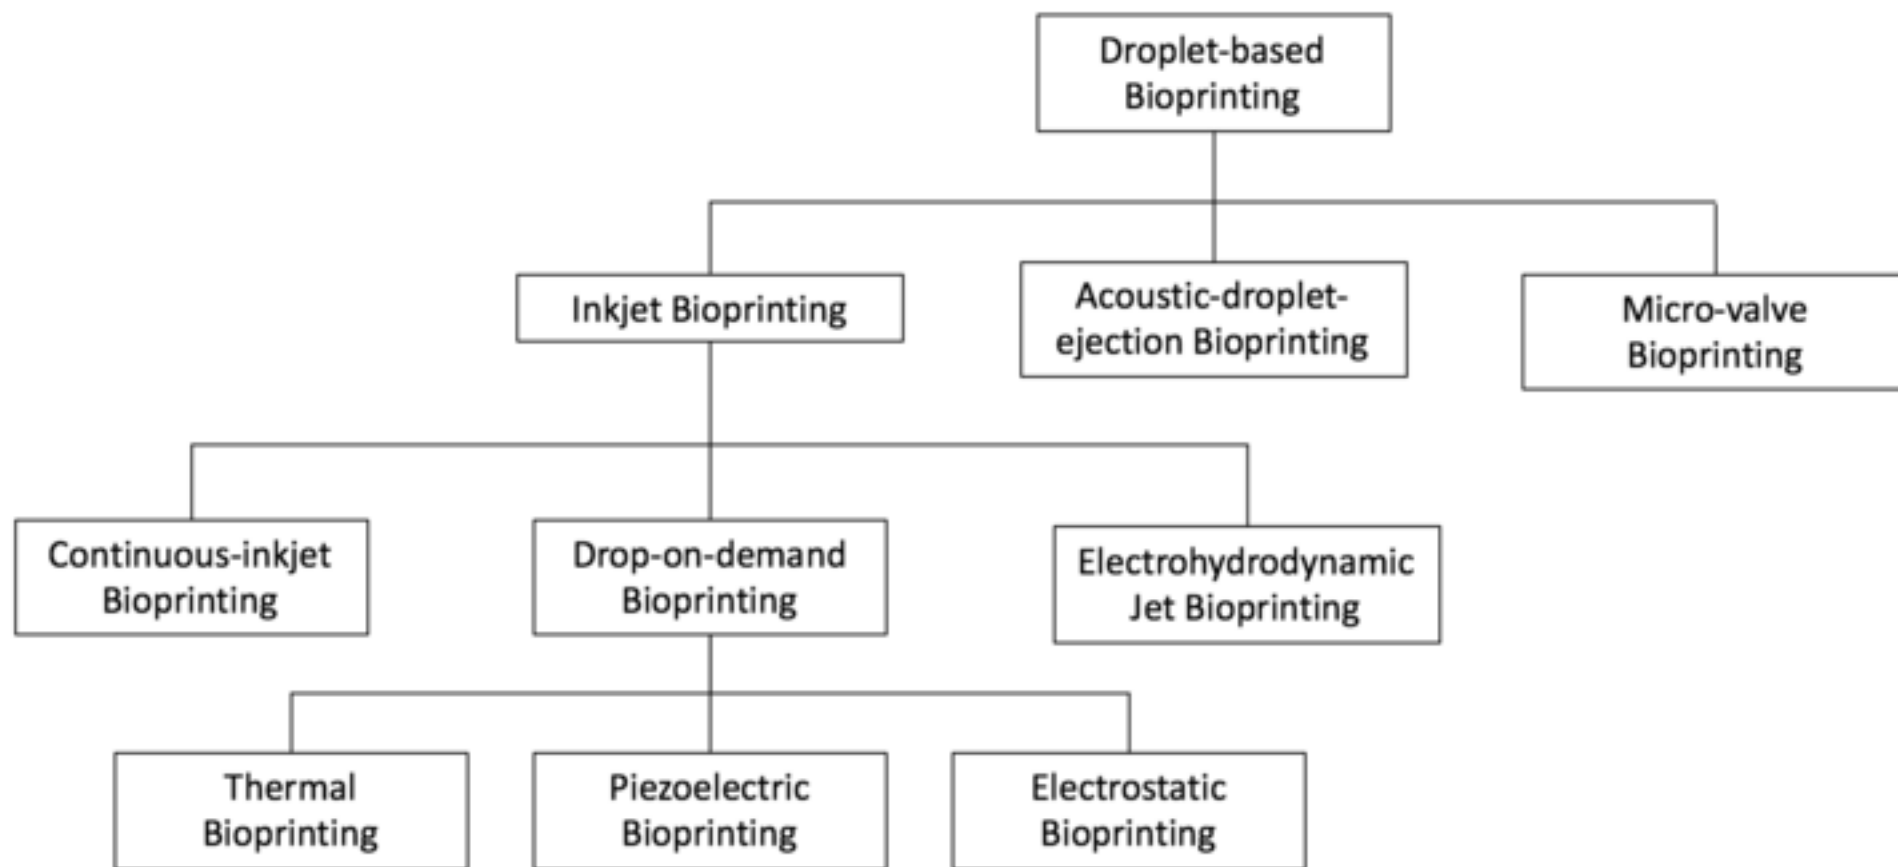 Droplet-based
Bioprinting
Inkjet Bioprinting
Acoustic-droplet-
ejection Bioprinting
Micro-valve
Bioprinting
Continuous-inkjet
Bioprinting
Drop-on-demand
Bioprinting
Electrohydrodynamic
Jet Bioprinting
Thermal
Bioprinting
Piezoelectric
Bioprinting
Electrostatic
Bioprinting